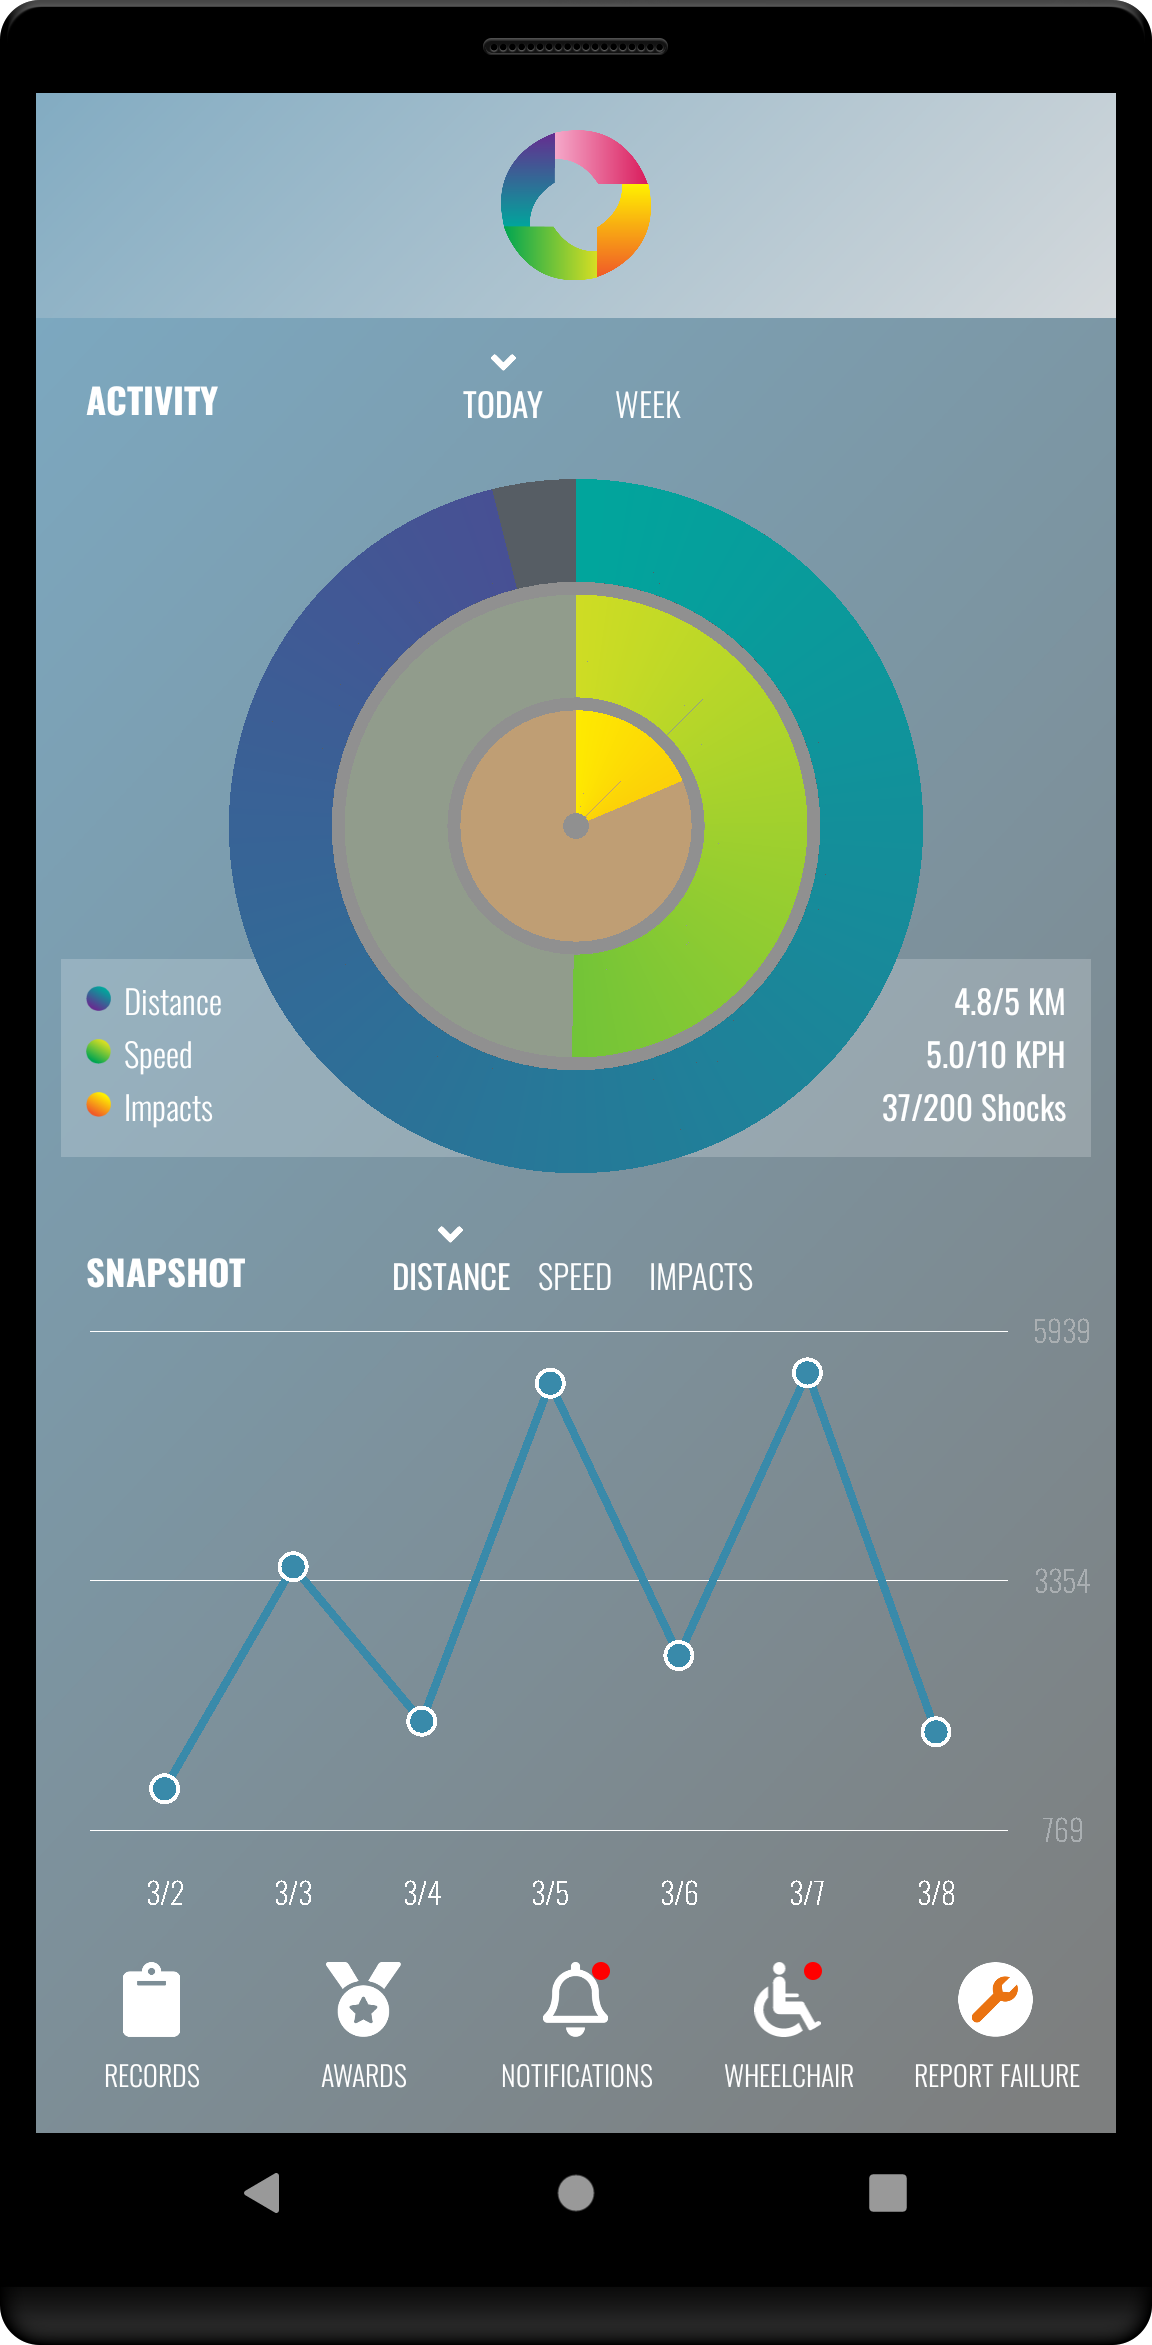 ACTIVITY TODAY WEEK
Distance 4.8/5 KM
Speed 5.0/10 KPH
Impacts 37/200 Shocks
SNAPSHOT DISTANCE SPEED IMPACTS
5939
3354
769
3/2 3/3 3/4 3/5 3/6 3/7 3/8
RECORDS AWARDS NOTIFICATIONS WHEELCHAIR REPORT FAILURE